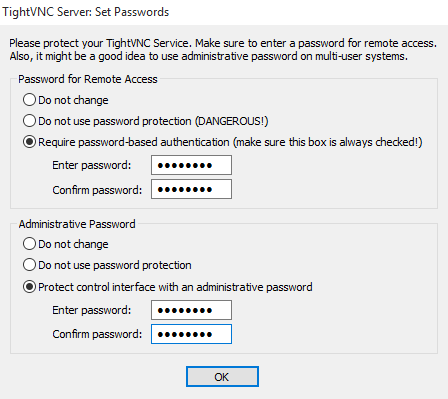 TightVNC Server: Set Passwords
Please protect your TightVNC Service. Make sure to enter a password for remote access.
Also, it might be a good idea to use administrative password on multi-user systems.
Password for Remote Access
Do not change
Do not use password protection (DANGEROUS!)
Require password-based authentication (make sure this box is always checked!)
Enter password: ●●●●●●●●
Confirm password: ●●●●●●●●
Administrative Password
Do not change
Do not use password protection
Protect control interface with an administrative password
Enter password: ●●●●●●●●
Confirm password: ●●●●●●●●
OK